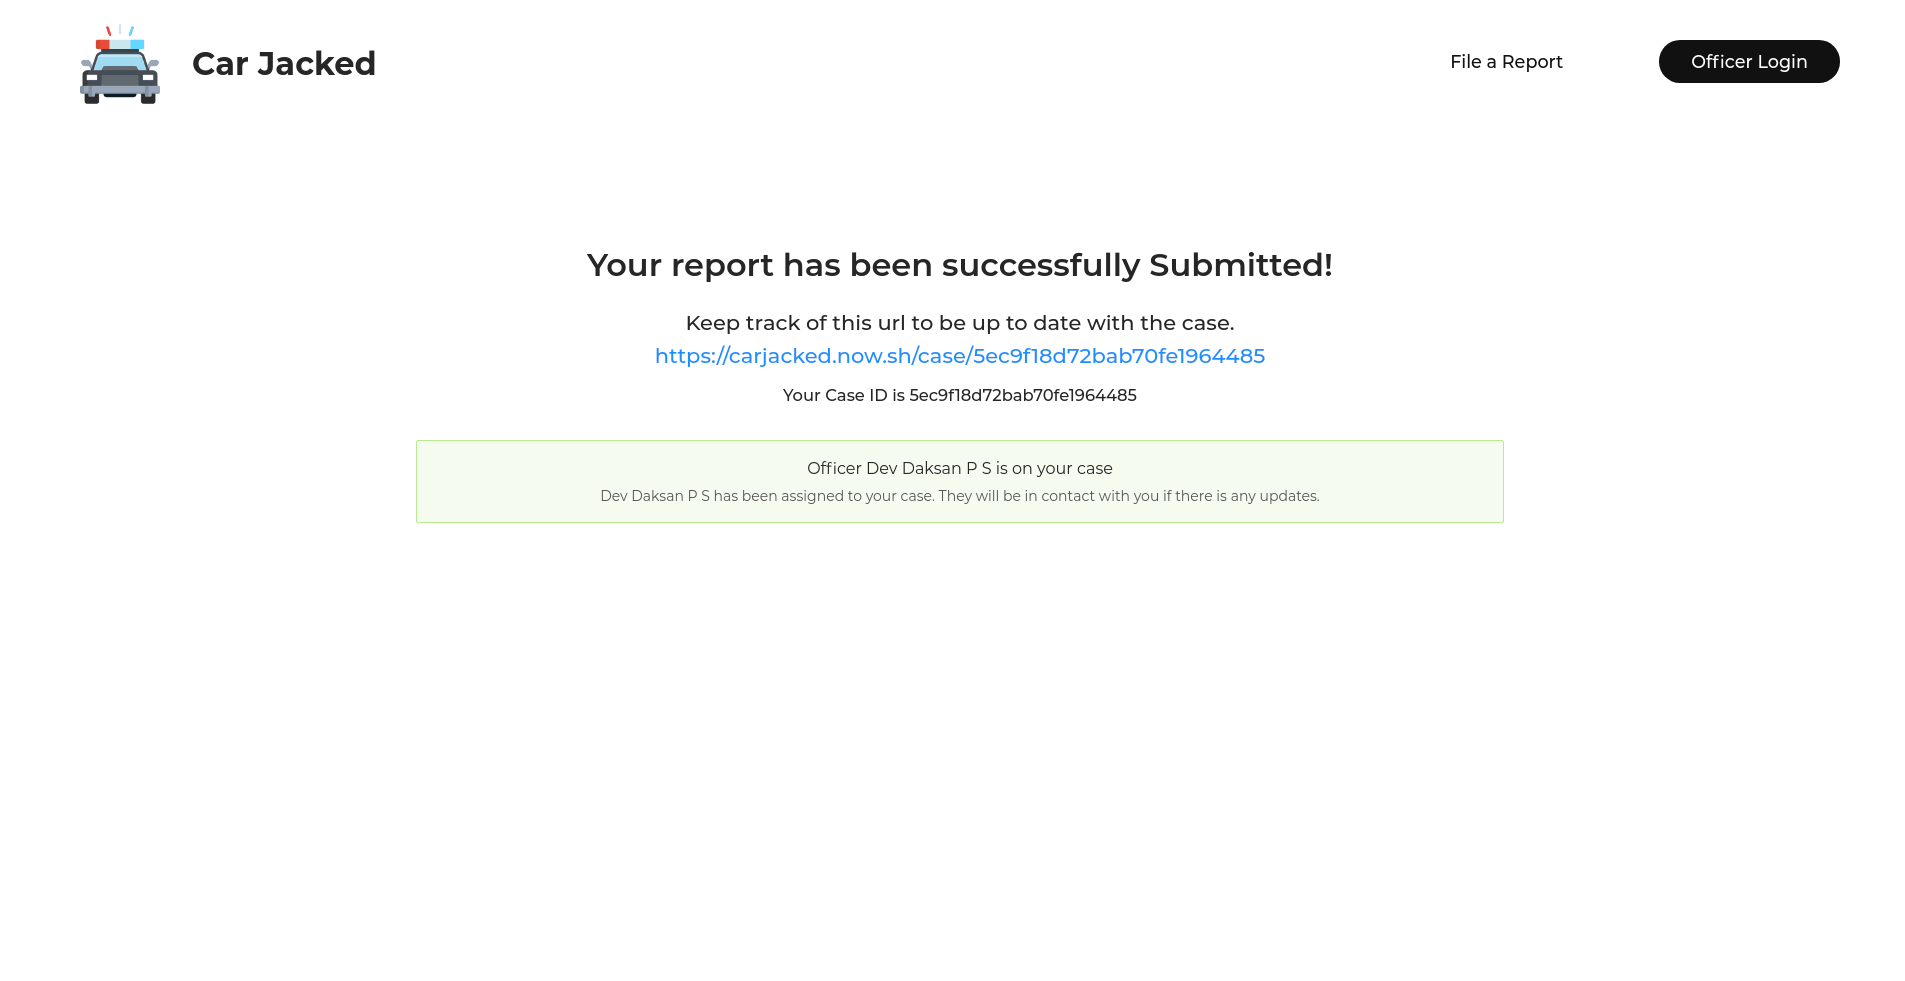 Car Jacked
File a Report
Officer Login
Your report has been successfully Submitted!
Keep track of this url to be up to date with the case.
https://carjacked.now.sh/case/5ec9f18d72bab70fe1964485
Your Case ID is 5ec9f18d72bab70fe1964485
Officer Dev Daksan P S is on your case
Dev Daksan P S has been assigned to your case. They will be in contact with you if there is any updates.